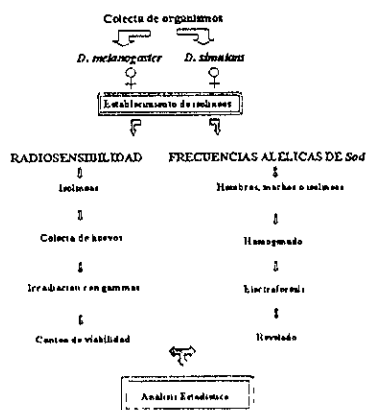 Colecta de organismos
D. melanogaster D. simulans
Establecimiento de isolíneas
RADIOSENSIBILIDAD FRECUENCIAS ALÉLICAS DE Sod
Isolíneas Hembras, machos o isolíneas
Colecta de huevos Homogenado
Irradiación con gammas Electroforesis
Conteo de viabilidad Revelado
Análisis Estadístico